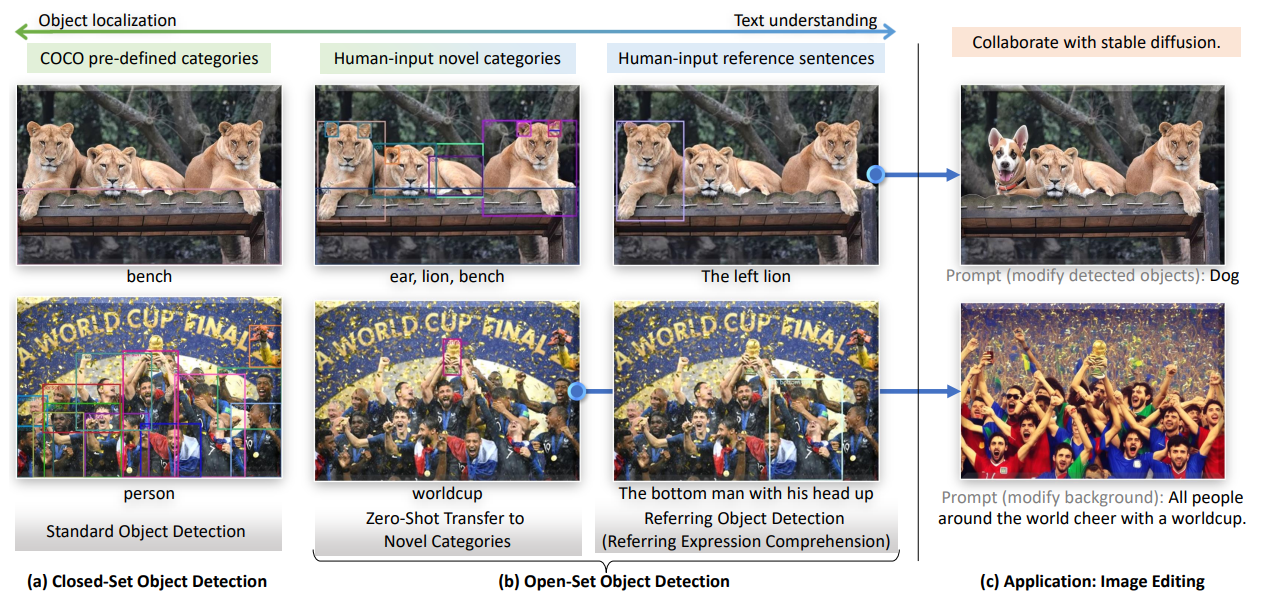 Object localization
Text understanding
COCO pre-defined categories
Human-input novel categories
Human-input reference sentences
Collaborate with stable diffusion.
bench
ear, lion, bench
The left lion
Prompt (modify detected objects): Dog
A WORLD CUP FINAL
A WORLD CUP FINAL
A WORLD CUP FINAL
person
worldcup
The bottom man with his head up
Prompt (modify background): All people
around the world cheer with a worldcup.
Standard Object Detection
Zero-Shot Transfer to
Novel Categories
Referring Object Detection
(Referring Expression Comprehension)
(a) Closed-Set Object Detection
(b) Open-Set Object Detection
(c) Application: Image Editing